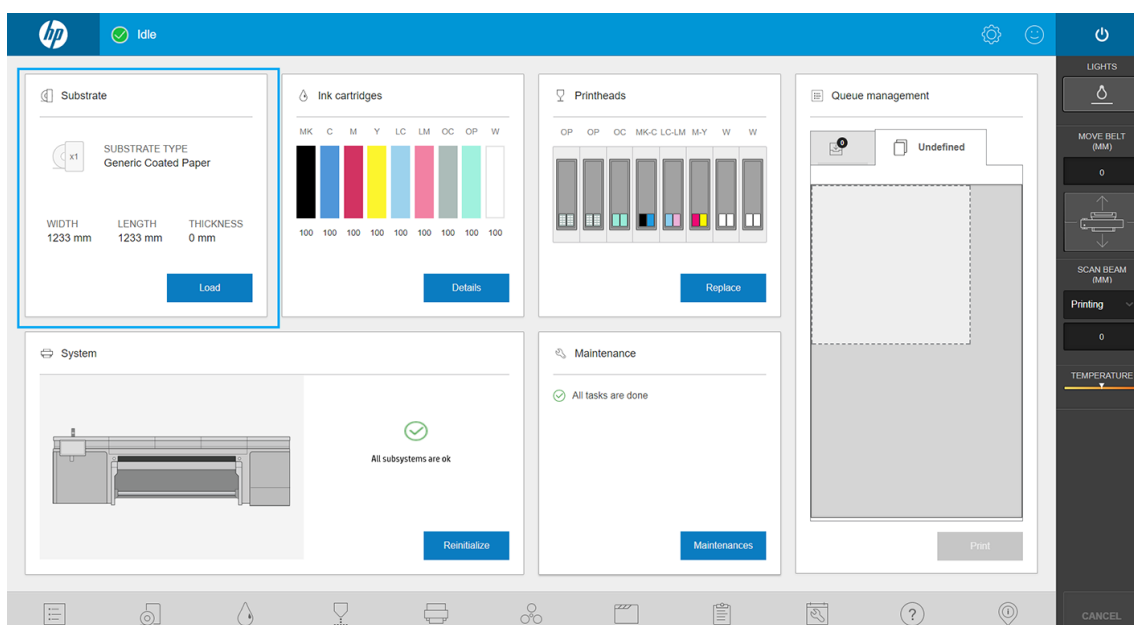 hp
Idle
Substrate
SUBSTRATE TYPE
Generic Coated Paper
x1
WIDTH LENGTH THICKNESS
1233 mm 1233 mm 0 mm
Load
Ink cartridges
MK C M Y LC LM OC OP W
100 100 100 100 100 100 100 100 100
Details
Printheads
OP OP OC MK-C LC-LM M-Y W W
Replace
Queue management
0
Undefined
Print
System
All subsystems are ok
Reinitialize
Maintenance
All tasks are done
Maintenances
?
LIGHTS
MOVE BELT
(MM)
0
SCAN BEAM
(MM)
Printing
0
TEMPERATURE
CANCEL